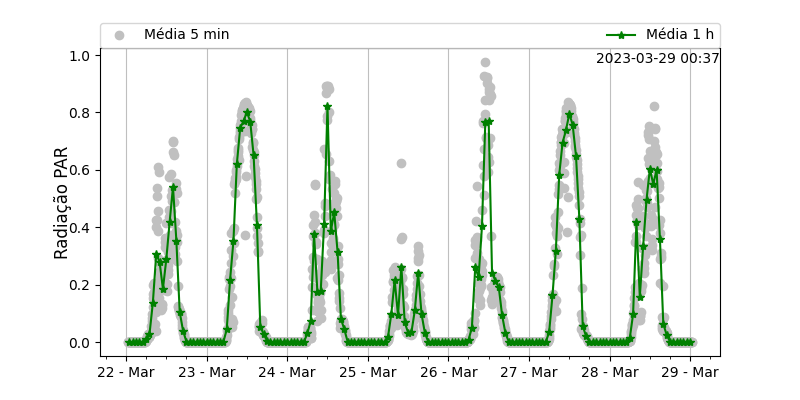 Média 5 min
Média 1 h
2023-03-29 00:37
Radiação PAR
1.0
0.8
0.6
0.4
0.2
0.0
22 - Mar
23 - Mar
24 - Mar
25 - Mar
26 - Mar
27 - Mar
28 - Mar
29 - Mar